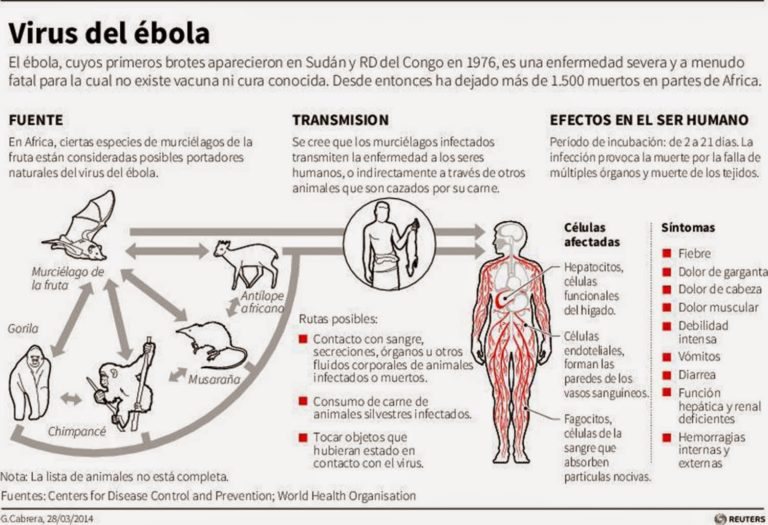 Virus del ébola
El ébola, cuyos primeros brotes aparecieron en Sudán y RD del Congo en 1976, es una enfermedad severa y a menudo
fatal para la cual no existe vacuna ni cura conocida. Desde entonces ha dejado más de 1.500 muertos en partes de Africa.
FUENTE
En Africa, ciertas especies de murciélagos de la
fruta están consideradas posibles portadores
naturales del virus del ébola.
TRANSMISION
Se cree que los murciélagos infectados
transmiten la enfermedad a los seres
humanos, o indirectamente a través de otros
animales que son cazados por su carne.
EFECTOS EN EL SER HUMANO
Período de incubación: de 2 a 21 días. La
infección provoca la muerte por la falla de
múltiples órganos y muerte de los tejidos.
Murciélago de
la fruta
Antílope
africano
Gorila
Musaraña
Chimpancé
Rutas posibles:
Contacto con sangre,
secreciones, órganos u otros
fluidos corporales de animales
infectados o muertos.
Consumo de carne de
animales silvestres infectados.
Tocar objetos que
hubieran estado en
contacto con el virus.
Células
afectadas
Hepatocitos,
células
funcionales
del hígado.
Células
endoteliales,
forman las
paredes de los
vasos sanguíneos.
Fagocitos,
células de la
sangre que
absorben
partículas nocivas.
Síntomas
Fiebre
Dolor de garganta
Dolor de cabeza
Dolor muscular
Debilidad
intensa
Vómitos
Diarrea
Función
hepática y renal
deficientes
Hemorragias
internas y
externas
Nota: La lista de animales no está completa.
Fuentes: Centers for Disease Control and Prevention; World Health Organisation
G.Cabrera, 28/03/2014
REUTERS